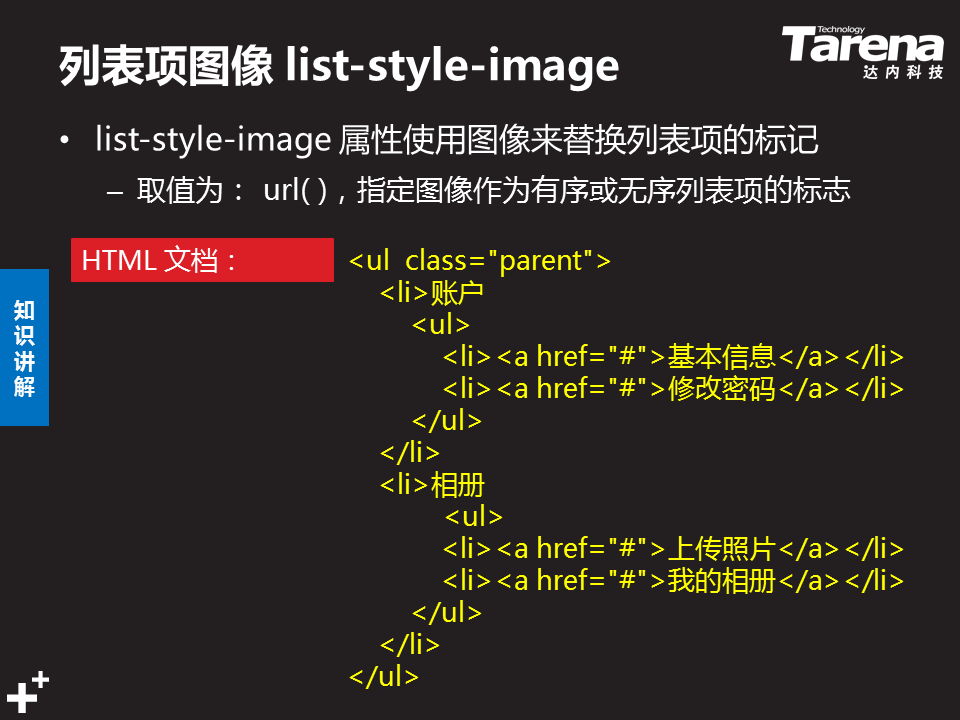 列表项图像 list-style-image
Technology
Tarena
达内科技
• list-style-image 属性使用图像来替换列表项的标记
– 取值为： url( )，指定图像作为有序或无序列表项的标志
HTML 文档：
知识讲解
<ul  class="parent">
<li>账户
<ul>
<li><a href="#">基本信息</a></li>
<li><a href="#">修改密码</a></li>
</ul>
</li>
<li>相册
<ul>
<li><a href="#">上传照片</a></li>
<li><a href="#">我的相册</a></li>
</ul>
</li>
</ul>